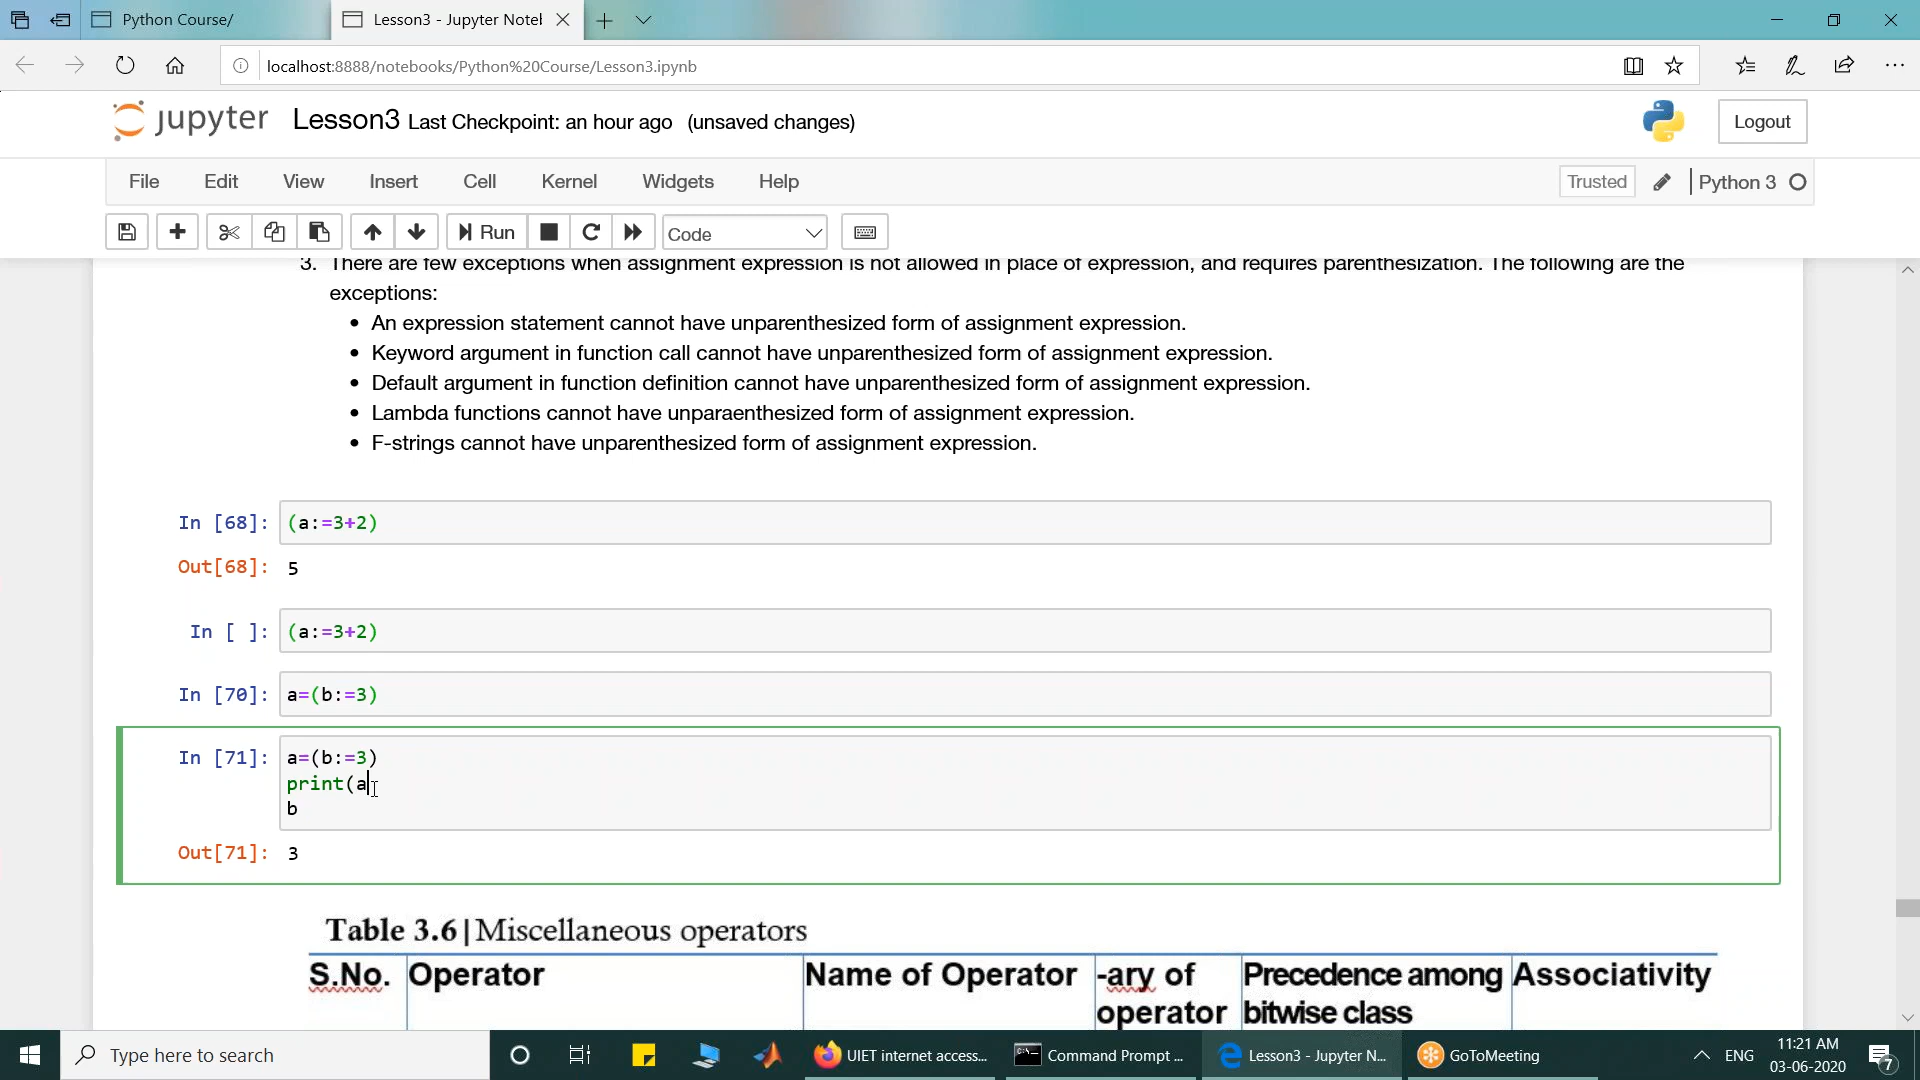 Python Course/
Lesson3 - Jupyter Notel
localhost:8888/notebooks/Python%20Course/Lesson3.ipynb
jupyter Lesson3 Last Checkpoint: an hour ago (unsaved changes)
Logout
File Edit View Insert Cell Kernel Widgets Help
Trusted
Python 3
Run
Code
3. There are few exceptions when assignment expression is not allowed in place of expression, and requires parenthesization. The following are the
exceptions:
• An expression statement cannot have unparenthesized form of assignment expression.
• Keyword argument in function call cannot have unparenthesized form of assignment expression.
• Default argument in function definition cannot have unparenthesized form of assignment expression.
• Lambda functions cannot have unparaenthesized form of assignment expression.
• F-strings cannot have unparenthesized form of assignment expression.
In [68]: (a:=3+2)
Out[68]: 5
In [ ]: (a:=3+2)
In [70]: a=(b:=3)
In [71]: a=(b:=3)
print(a
b
Out[71]: 3
Table 3.6|Miscellaneous operators
S.No. Operator Name of Operator -ary of Precedence among Associativity
operator bitwise class
Type here to search
UIET internet access...
Command Prompt ...
Lesson3 - Jupyter N...
GoToMeeting
ENG
11:21 AM
03-06-2020
7